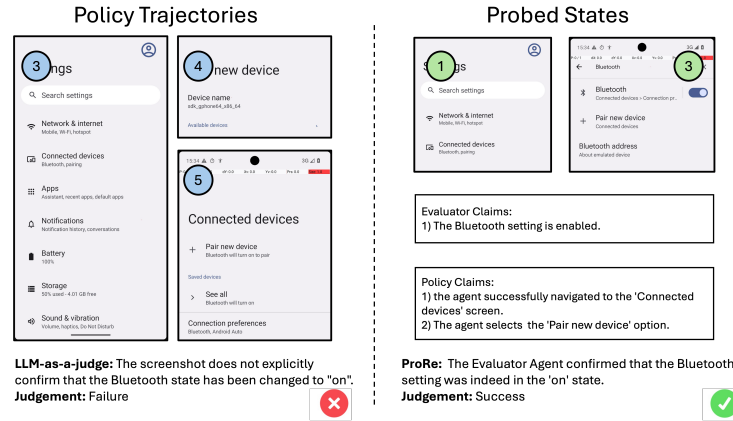 Policy Trajectories
3
ngs
Search settings
Network & internet
Mobile, Wi-Fi, hotspot
Connected devices
Bluetooth, pairing
Apps
Assistant, recent apps, default apps
Notifications
Notification history, conversations
Battery
100%
Storage
50% used - 4.01 GB free
Sound & vibration
Volume, haptics, Do Not Disturb
4
new device
Device name
sdk_gphone64_x86_64
Available devices
15:34
3G
5
Connected devices
Pair new device
Bluetooth will turn on to pair
Saved devices
See all
Bluetooth will turn on
Connection preferences
Bluetooth, Android Auto
LLM-as-a-judge: The screenshot does not explicitly
confirm that the Bluetooth state has been changed to "on".
Judgement: Failure
Probed States
1
gs
Search settings
Network & internet
Mobile, Wi-Fi, hotspot
Connected devices
Bluetooth, pairing
15:34
3G
3
Bluetooth
Bluetooth
Connected devices > Connection pr...
Pair new device
Connected devices
Bluetooth address
About emulated device
Evaluator Claims:
1) The Bluetooth setting is enabled.
Policy Claims:
1) the agent successfully navigated to the 'Connected
devices' screen.
2) The agent selects the 'Pair new device' option.
ProRe: The Evaluator Agent confirmed that the Bluetooth
setting was indeed in the 'on' state.
Judgement: Success